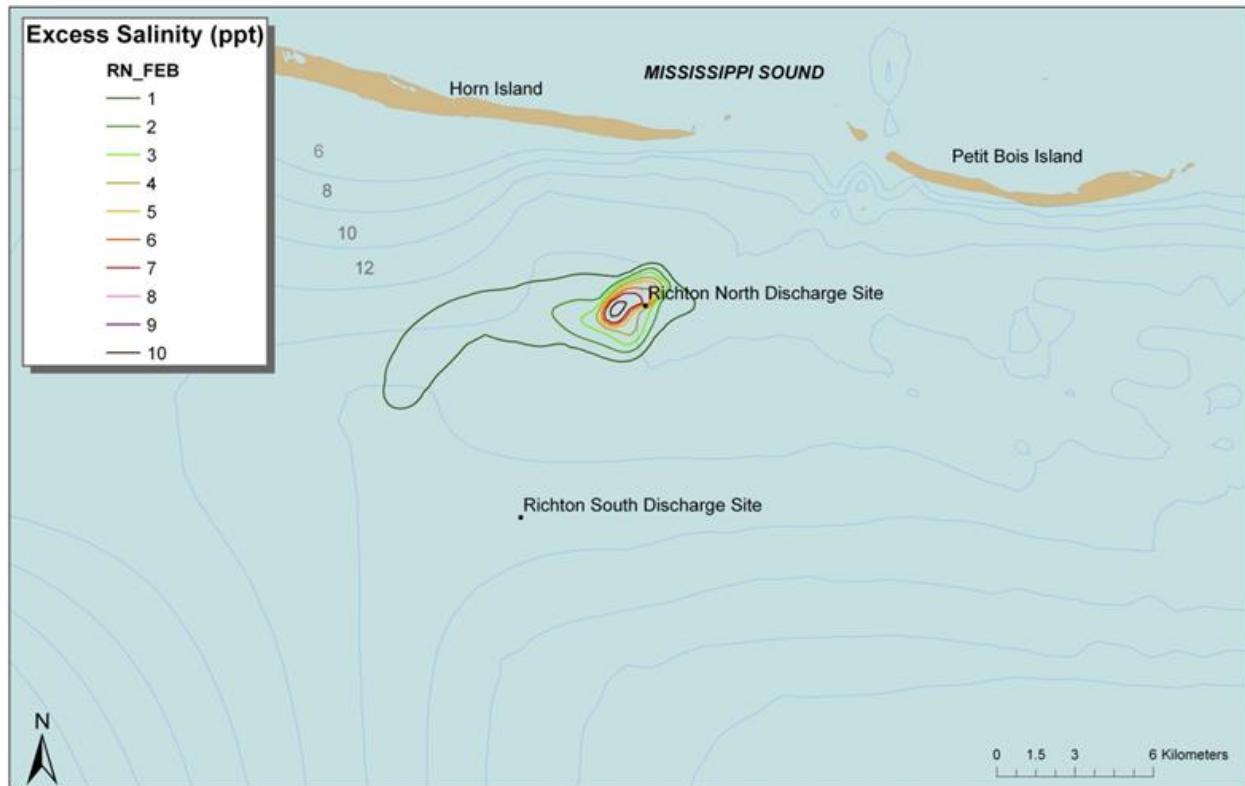 Excess Salinity (ppt)
RN_FEB
1
2
3
4
5
6
7
8
9
10
MISSISSIPPI SOUND
Horn Island
Petit Bois Island
6
8
10
12
Richton North Discharge Site
Richton South Discharge Site
N
0 1.5 3 6 Kilometers